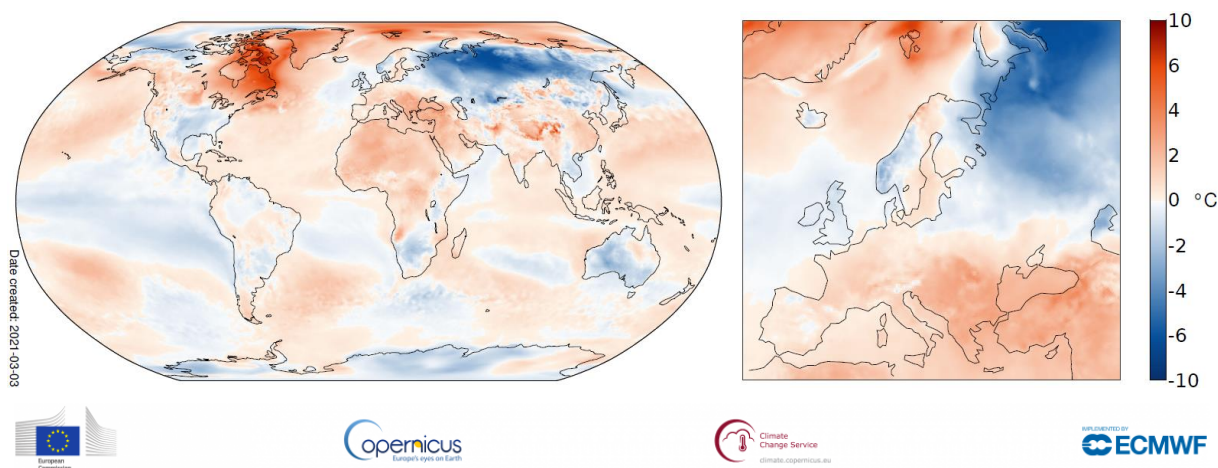 Date created: 2021-03-03
10
6
4
2
0 °C
-2
-4
-6
-10
European
Commission
opernicus
Europe's eyes on Earth
Climate
Change Service
climate.copernicus.eu
IMPLEMENTED BY
ECMWF